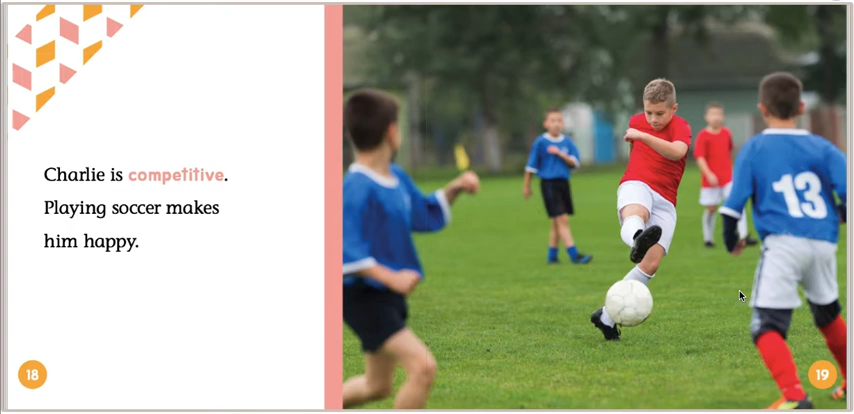 Charlie is competitive.
Playing soccer makes
him happy.
18
13
19